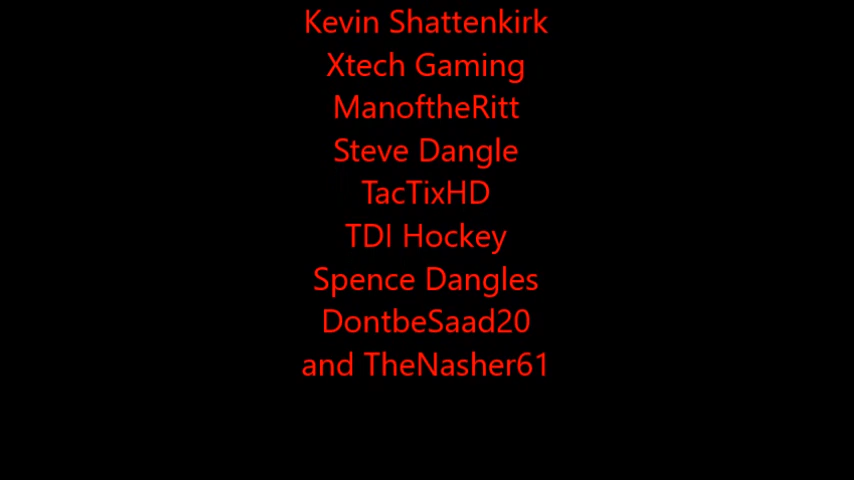 Kevin Shattenkirk
Xtech Gaming
ManoftheRitt
Steve Dangle
TacTixHD
TDI Hockey
Spence Dangles
DontbeSaad20
and TheNasher61